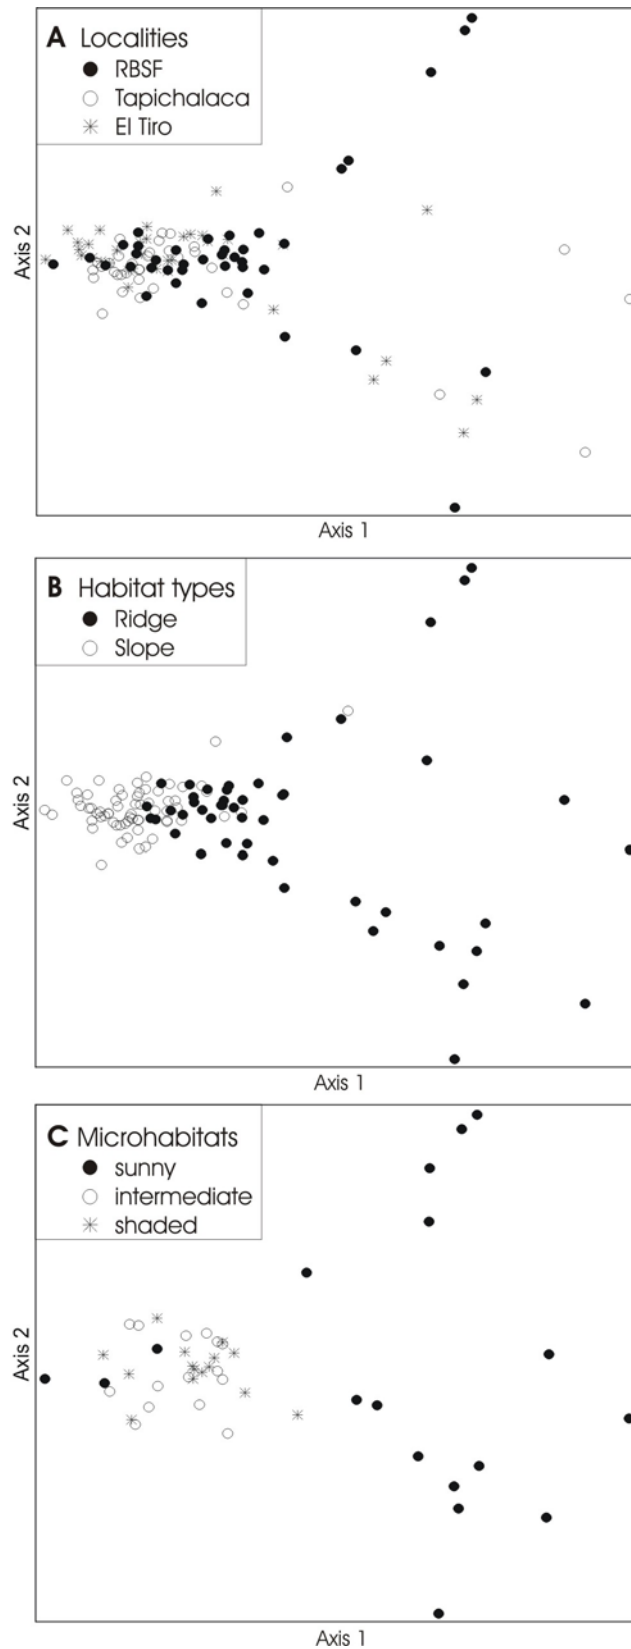 A Localities
RBSF
Tapichalaca
El Tiro
Axis 2
Axis 1
B Habitat types
Ridge
Slope
Axis 2
Axis 1
C Microhabitats
sunny
intermediate
shaded
Axis 2
Axis 1